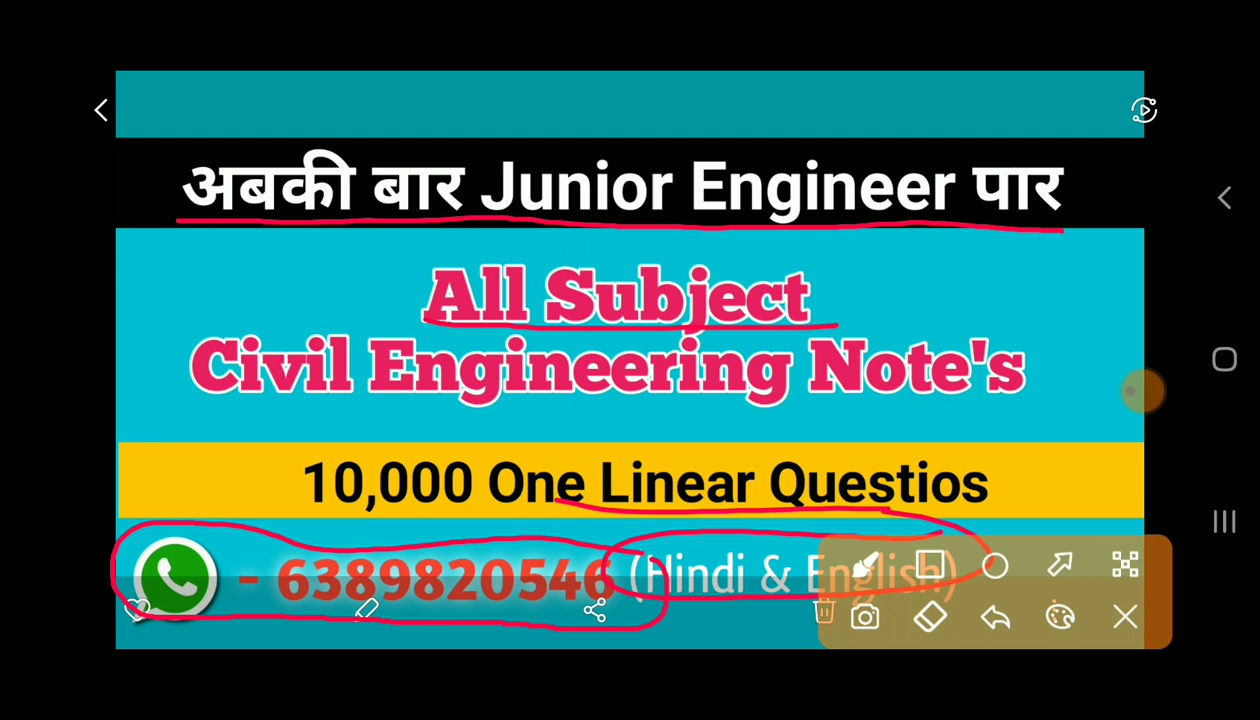 अबकी बार Junior Engineer पार
All Subject
Civil Engineering Note's
10,000 One Linear Questios
- 6389820546 (Hindi & English)